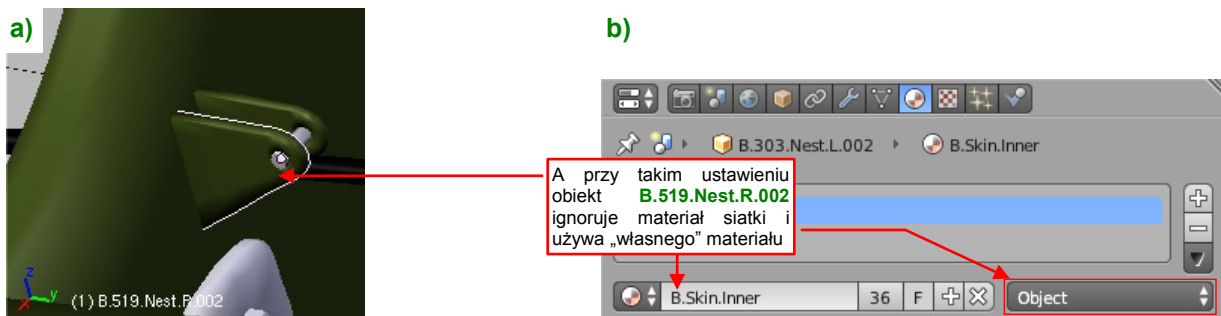 a)
b)
B.303.Nest.L.002
B.Skin.Inner
A przy takim ustawieniu
obiekt B.519.Nest.R.002
ignoruje materiał siatki i
używa „własnego” materiału
z
y
(1) B.519.Nest.R.002
B.Skin.Inner 36 F Object